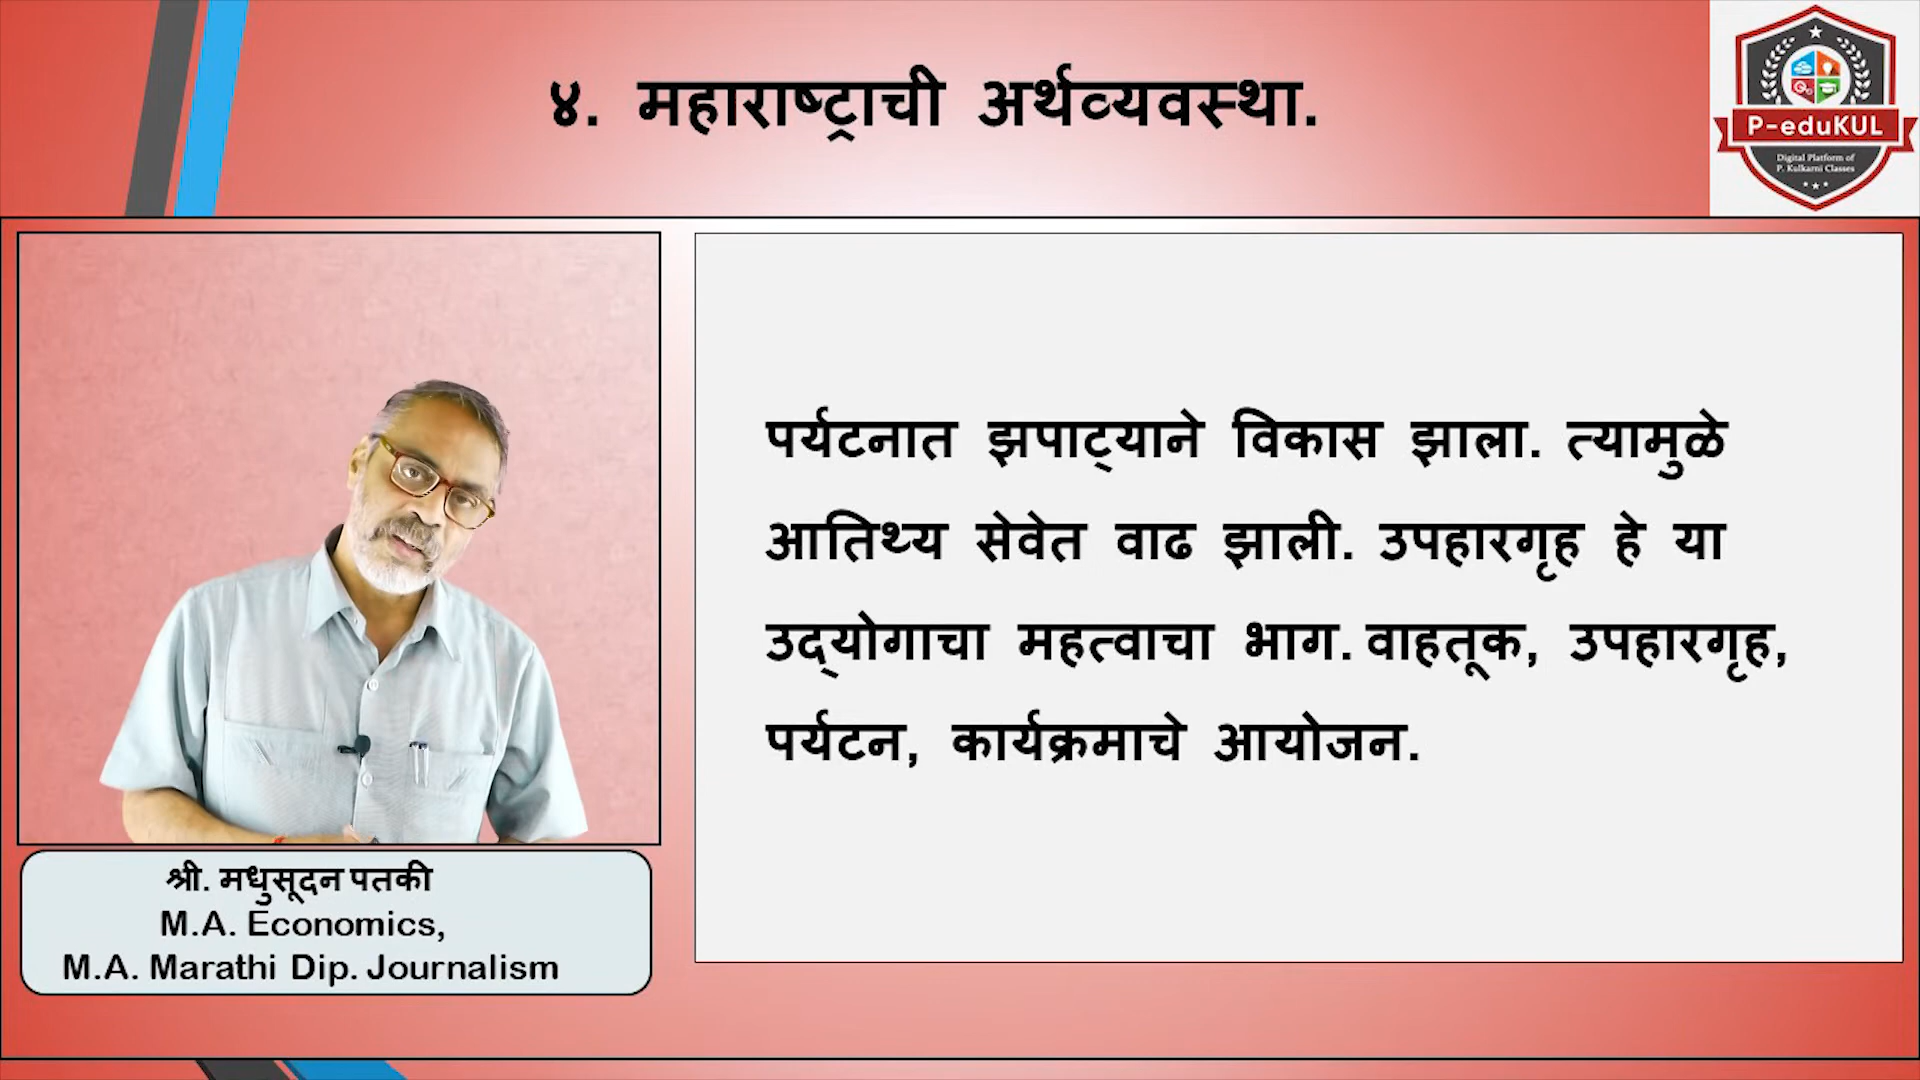 ४. महाराष्ट्राची अर्थव्यवस्था.
P-eduKUL
Digital Platform of
P. Kulkarni Classes
पर्यटनात झपाट्याने विकास झाला. त्यामुळे
आतिथ्य सेवेत वाढ झाली. उपहारगृह हे या
उद्‌योगाचा महत्वाचा भाग. वाहतूक, उपहारगृह,
पर्यटन, कार्यक्रमाचे आयोजन.
श्री. मधुसूदन पतकी
M.A. Economics,
M.A. Marathi Dip. Journalism